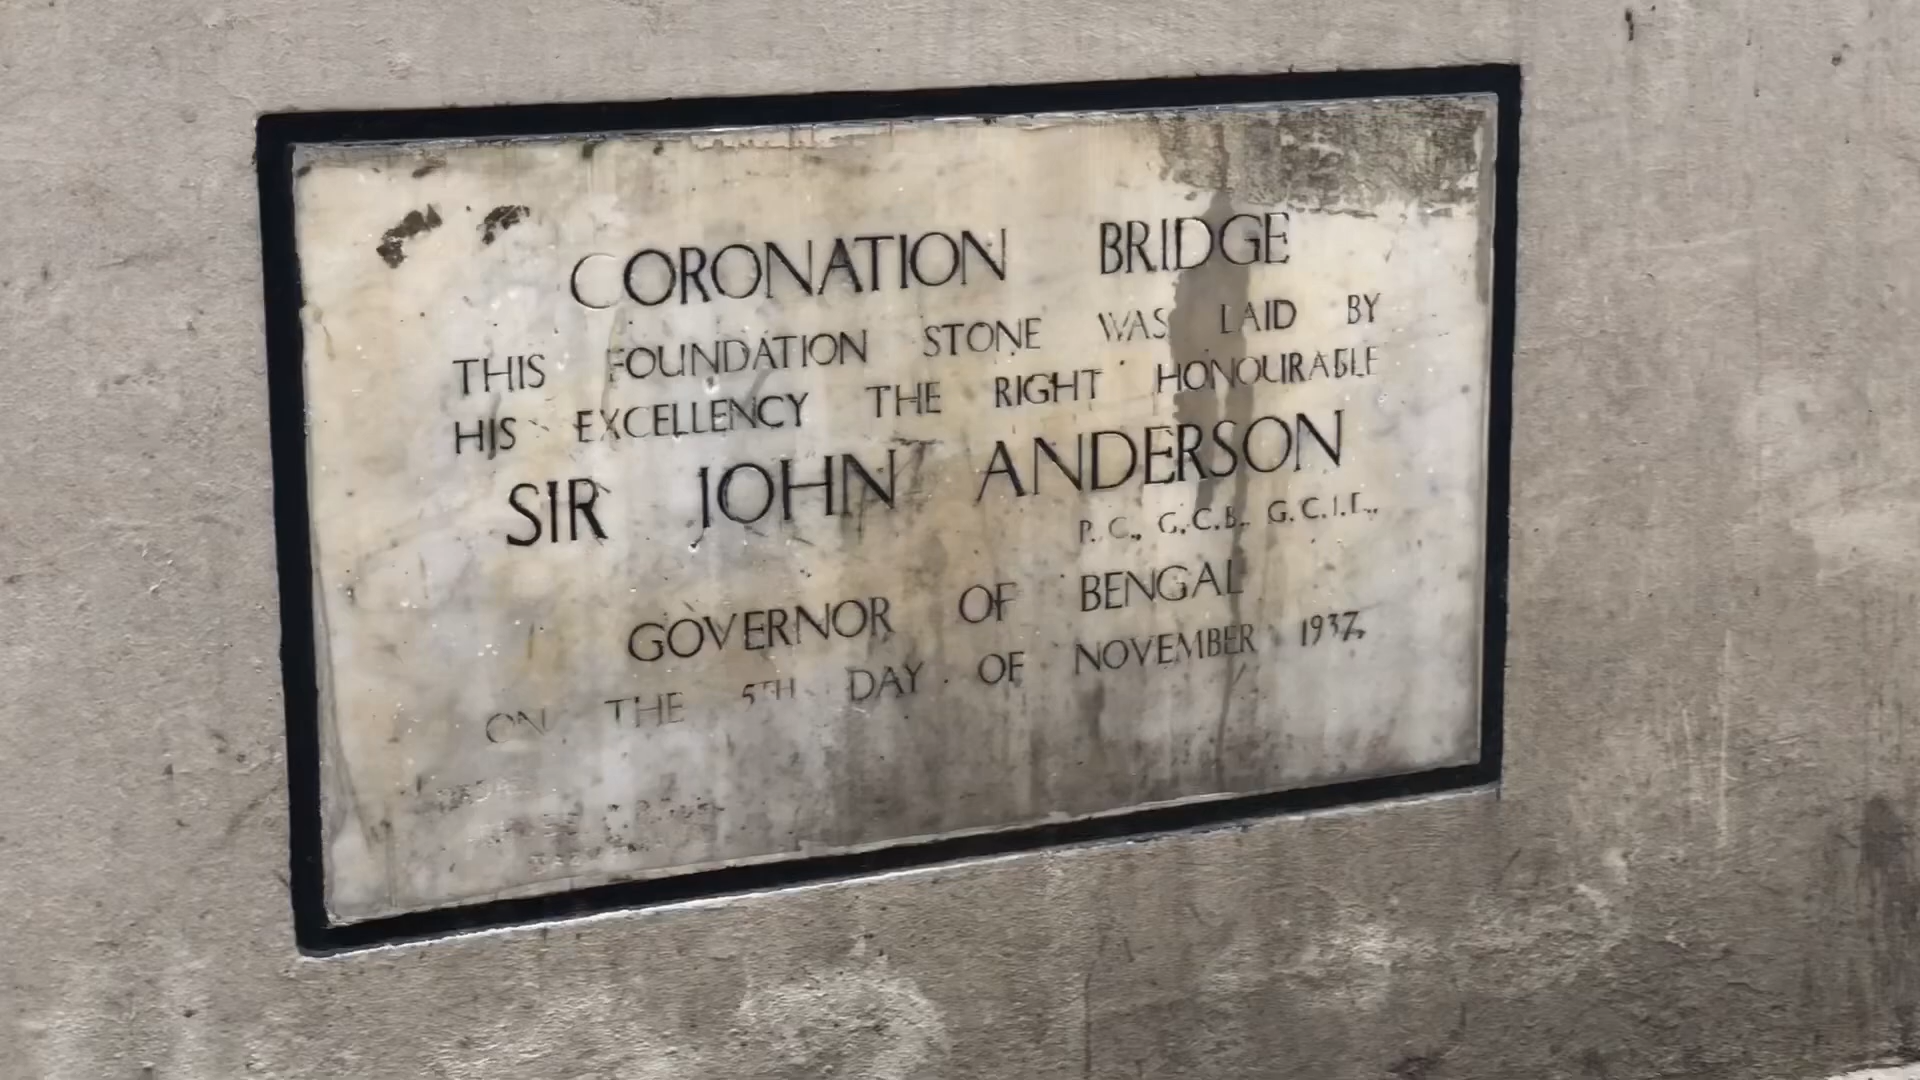 CORONATION BRIDGE
THIS FOUNDATION STONE WAS LAID BY
HIS EXCELLENCY THE RIGHT HONOURABLE
SIR JOHN ANDERSON
P.C., G.C.B., G.C.I.E.,
GOVERNOR OF BENGAL
ON THE 5TH DAY OF NOVEMBER 1937.